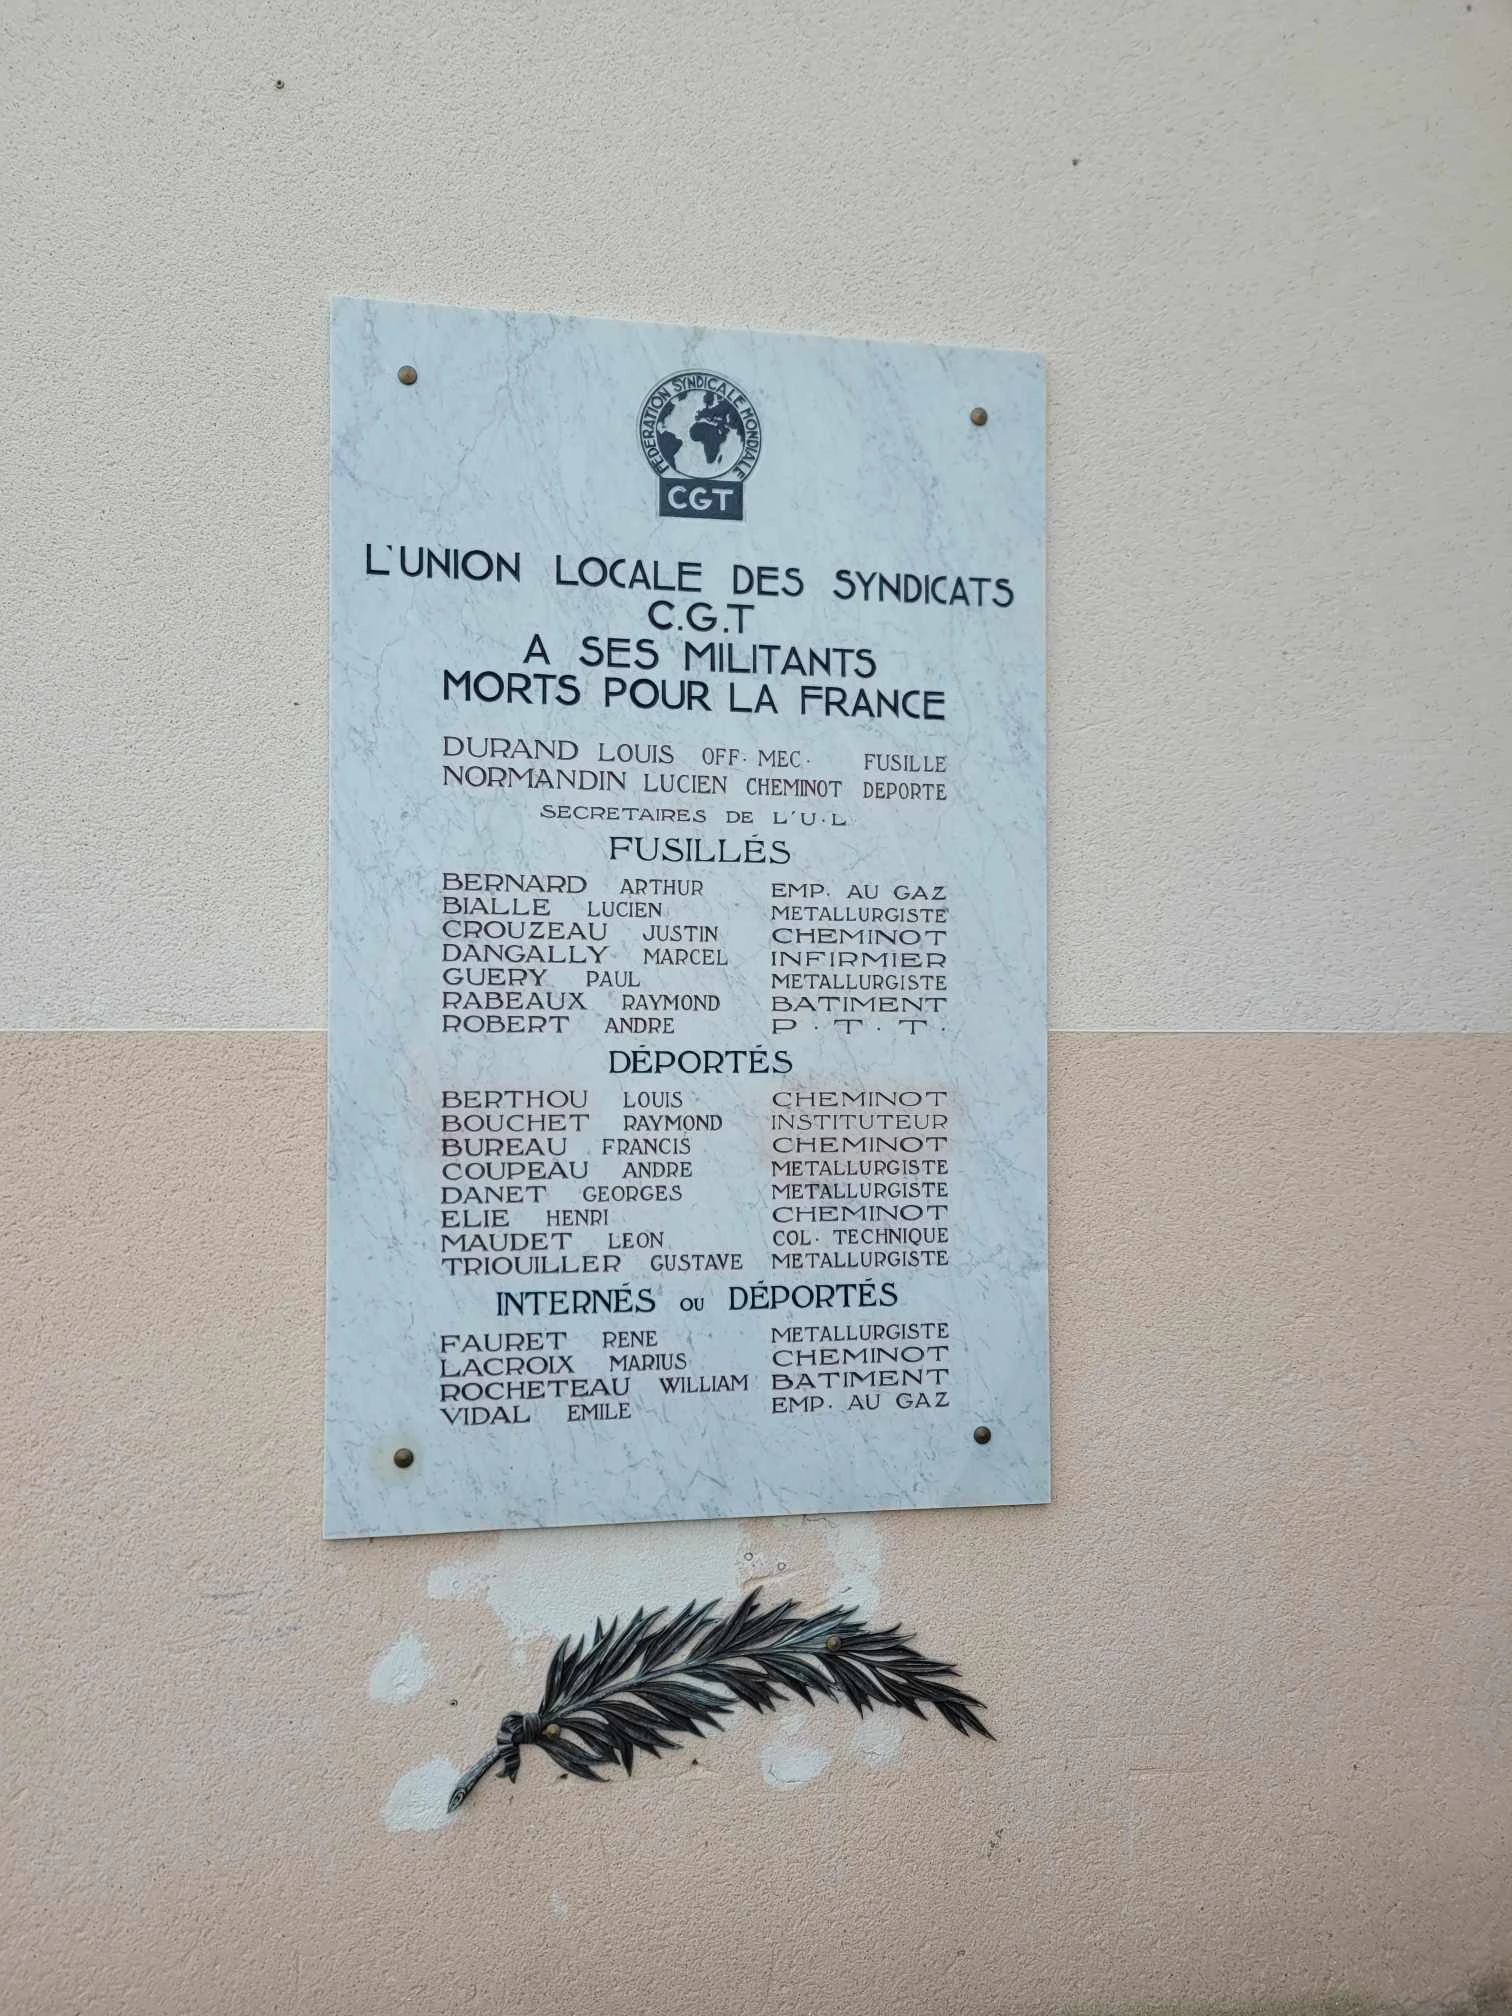 FEDERATION SYNDICALE MONDIALE
CGT
L'UNION LOCALE DES SYNDICATS
C.G.T
A SES MILITANTS
MORTS POUR LA FRANCE
DURAND LOUIS OFF. MEC. FUSILLE
NORMANDIN LUCIEN CHEMINOT DEPORTE
SECRETAIRES DE L'U.L
FUSILLÉS
BERNARD ARTHUR EMP. AU GAZ
BIALLE LUCIEN METALLURGISTE
CROUZEAU JUSTIN CHEMINOT
DANGALLY MARCEL INFIRMIER
GUERY PAUL METALLURGISTE
RABEAUX RAYMOND BATIMENT
ROBERT ANDRE P.T.T.
DÉPORTÉS
BERTHOU LOUIS CHEMINOT
BOUCHET RAYMOND INSTITUTEUR
BUREAU FRANCIS CHEMINOT
COUPEAU ANDRE METALLURGISTE
DANET GEORGES METALLURGISTE
ELIE HENRI CHEMINOT
MAUDET LEON COL. TECHNIQUE
TRIOUILLER GUSTAVE METALLURGISTE
INTERNÉS OU DÉPORTÉS
FAURET RENE METALLURGISTE
LACROIX MARIUS CHEMINOT
ROCHETEAU WILLIAM BATIMENT
VIDAL EMILE EMP. AU GAZ